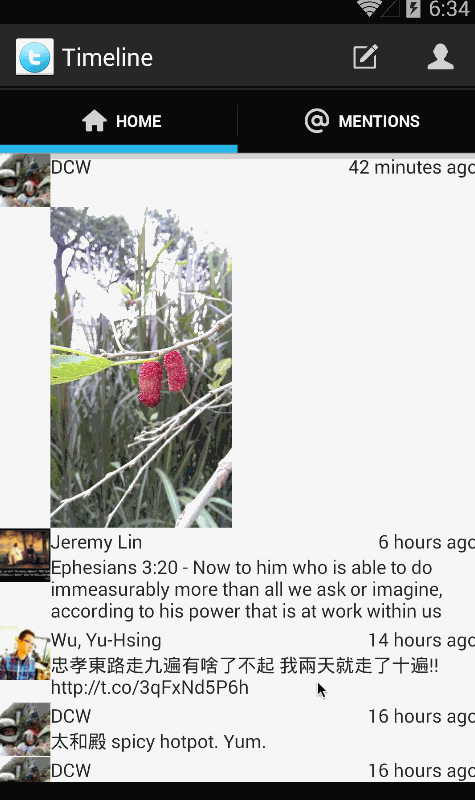 6:34
Timeline
HOME
@ MENTIONS
DCW 42 minutes ago
Jeremy Lin 6 hours ago
Ephesians 3:20 - Now to him who is able to do
immeasurably more than all we ask or imagine,
according to his power that is at work within us
Wu, Yu-Hsing 14 hours ago
忠孝東路走九遍有啥了不起 我兩天就走了十遍!!
http://t.co/3qFxNd5P6h
DCW 16 hours ago
太和殿 spicy hotpot. Yum.
DCW 16 hours ago